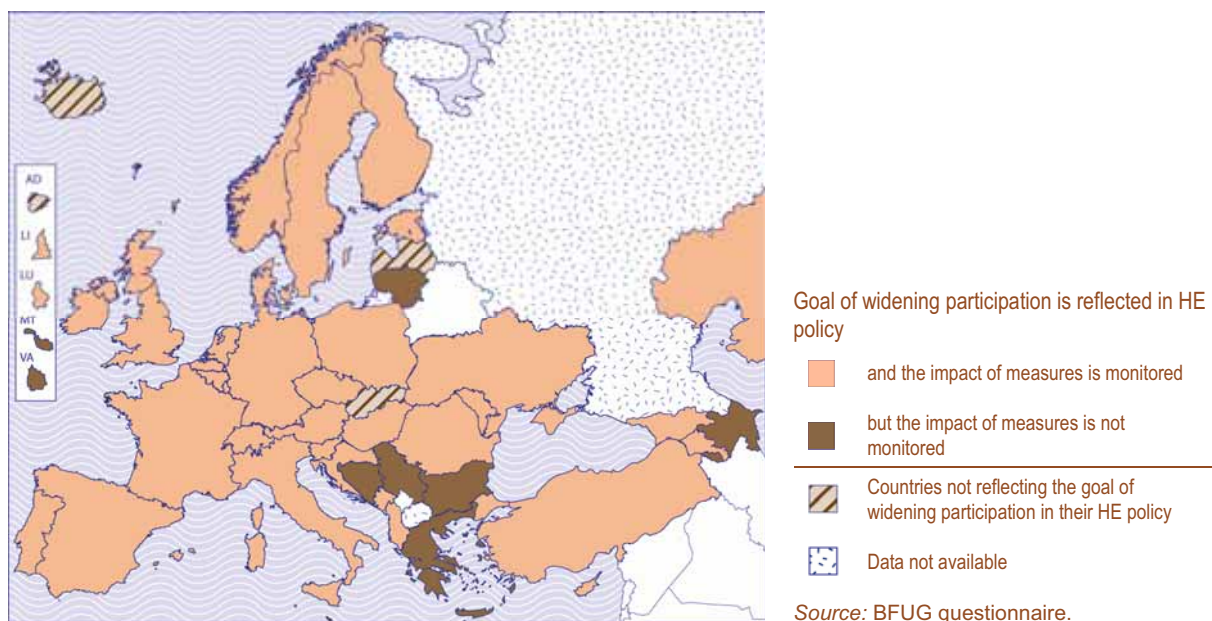 AD
LI
LU
MT
VA
Goal of widening participation is reflected in HE
policy
and the impact of measures is monitored
but the impact of measures is not
monitored
Countries not reflecting the goal of
widening participation in their HE policy
Data not available
Source: BFUG questionnaire.